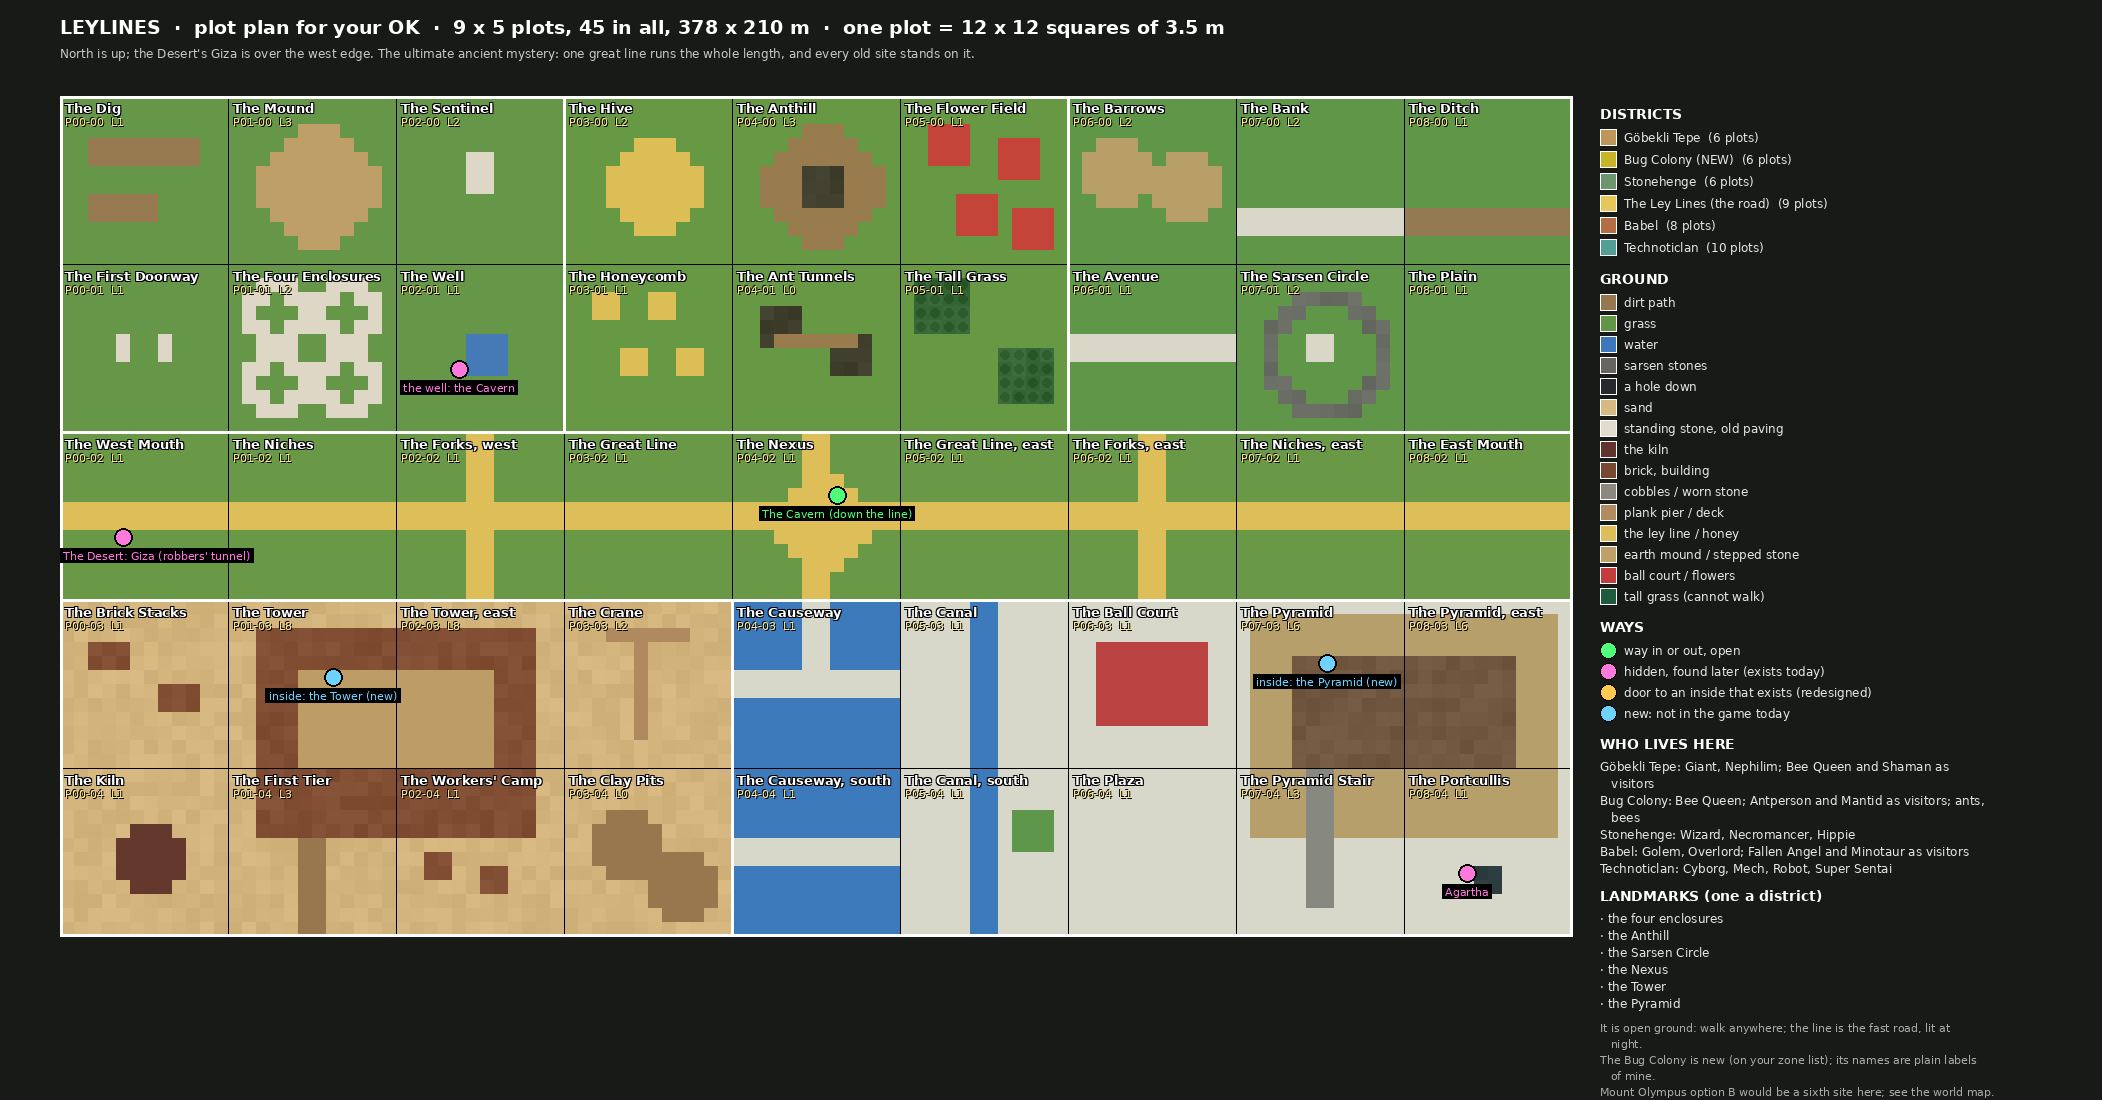 LEYLINES · plot plan for your OK · 9 x 5 plots, 45 in all, 378 x 210 m · one plot = 12 x 12 squares of 3.5 m
North is up; the Desert's Giza is over the west edge. The ultimate ancient mystery: one great line runs the whole length, and every old site stands on it.
The Dig
P00-00 L1
The Mound
P01-00 L3
The Sentinel
P02-00 L2
The Hive
P03-00 L2
The Anthill
P04-00 L3
The Flower Field
P05-00 L1
The Barrows
P06-00 L2
The Bank
P07-00 L2
The Ditch
P08-00 L1
The First Doorway
P00-01 L1
The Four Enclosures
P01-01 L2
The Well
P02-01 L1
the well: the Cavern
The Honeycomb
P03-01 L1
The Ant Tunnels
P04-01 L0
The Tall Grass
P05-01 L1
The Avenue
P06-01 L1
The Sarsen Circle
P07-01 L2
The Plain
P08-01 L1
The West Mouth
P00-02 L1
The Desert: Giza (robbers' tunnel)
The Niches
P01-02 L1
The Forks, west
P02-02 L1
The Great Line
P03-02 L1
The Nexus
P04-02 L1
The Cavern (down the line)
The Great Line, east
P05-02 L1
The Forks, east
P06-02 L1
The Niches, east
P07-02 L1
The East Mouth
P08-02 L1
The Brick Stacks
P00-03 L1
The Tower
P01-03 L8
inside: the Tower (new)
The Tower, east
P02-03 L8
The Crane
P03-03 L2
The Causeway
P04-03 L1
The Canal
P05-03 L1
The Ball Court
P06-03 L1
The Pyramid
P07-03 L6
inside: the Pyramid (new)
The Pyramid, east
P08-03 L6
The Kiln
P00-04 L1
The First Tier
P01-04 L3
The Workers' Camp
P02-04 L1
The Clay Pits
P03-04 L0
The Causeway, south
P04-04 L1
The Canal, south
P05-04 L1
The Plaza
P06-04 L1
The Pyramid Stair
P07-04 L3
The Portcullis
P08-04 L1
Agartha
DISTRICTS
Göbekli Tepe (6 plots)
Bug Colony (NEW) (6 plots)
Stonehenge (6 plots)
The Ley Lines (the road) (9 plots)
Babel (8 plots)
Technoticlan (10 plots)
GROUND
dirt path
grass
water
sarsen stones
a hole down
sand
standing stone, old paving
the kiln
brick, building
cobbles / worn stone
plank pier / deck
the ley line / honey
earth mound / stepped stone
ball court / flowers
tall grass (cannot walk)
WAYS
way in or out, open
hidden, found later (exists today)
door to an inside that exists (redesigned)
new: not in the game today
WHO LIVES HERE
Göbekli Tepe: Giant, Nephilim; Bee Queen and Shaman as
visitors
Bug Colony: Bee Queen; Antperson and Mantid as visitors; ants,
bees
Stonehenge: Wizard, Necromancer, Hippie
Babel: Golem, Overlord; Fallen Angel and Minotaur as visitors
Technoticlan: Cyborg, Mech, Robot, Super Sentai
LANDMARKS (one a district)
· the four enclosures
· the Anthill
· the Sarsen Circle
· the Nexus
· the Tower
· the Pyramid
It is open ground: walk anywhere; the line is the fast road, lit at
night.
The Bug Colony is new (on your zone list); its names are plain labels
of mine.
Mount Olympus option B would be a sixth site here; see the world map.